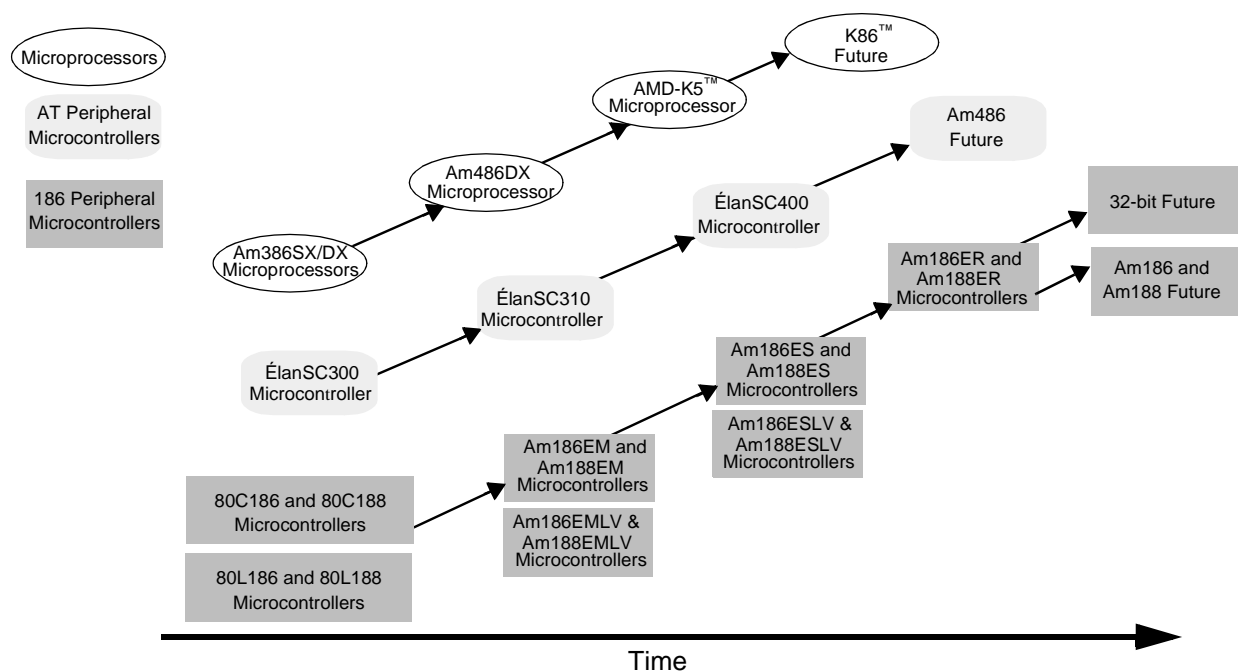 Microprocessors
AT Peripheral
Microcontrollers
186 Peripheral
Microcontrollers
K86™
Future
AMD-K5™
Microprocessor
Am486DX
Microprocessor
Am386SX/DX
Microprocessors
Am486
Future
ÉlanSC400
Microcontroller
ÉlanSC310
Microcontroller
ÉlanSC300
Microcontroller
32-bit Future
Am186 and
Am188 Future
Am186ER and
Am188ER
Microcontrollers
Am186ES and
Am188ES
Microcontrollers
Am186ESLV &
Am188ESLV
Microcontrollers
Am186EM and
Am188EM
Microcontrollers
Am186EMLV &
Am188EMLV
Microcontrollers
80C186 and 80C188
Microcontrollers
80L186 and 80L188
Microcontrollers
Time